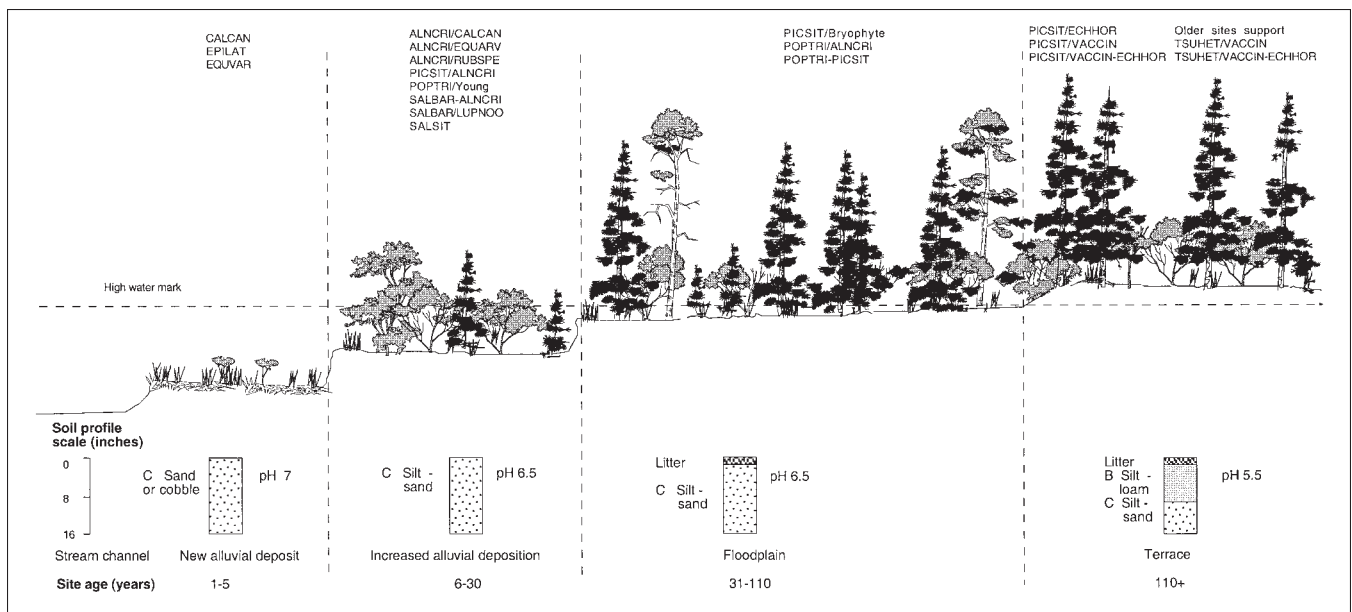 CALCAN
EPILAT
EQUVAR
ALNCRI/CALCAN
ALNCRI/EQUARV
ALNCRI/RUBSPE
PICSIT/ALNCRI
POPTRI/Young
SALBAR-ALNCRI
SALBAR/LUPNOO
SALSIT
PICSIT/Bryophyte
POPTRI/ALNCRI
POPTRI-PICSIT
PICSIT/ECHHOR
PICSIT/VACCIN
PICSIT/VACCIN-ECHHOR
Older sites support
TSUHET/VACCIN
TSUHET/VACCIN-ECHHOR
High water mark
Soil profile
scale (inches)
0
8
16
C Sand
or cobble
pH 7
C Silt -
sand
pH 6.5
Litter
C Silt -
sand
pH 6.5
Litter
B Silt -
loam
C Silt -
sand
pH 5.5
Stream channel
New alluvial deposit
Increased alluvial deposition
Floodplain
Terrace
Site age (years)
1-5
6-30
31-110
110+